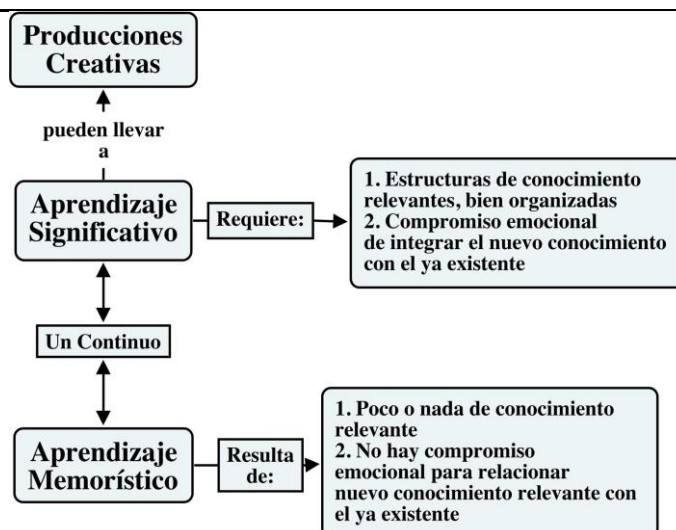 Producciones
Creativas
pueden llevar
a
Aprendizaje
Significativo
Requiere:
1. Estructuras de conocimiento
relevantes, bien organizadas
2. Compromiso emocional
de integrar el nuevo conocimiento
con el ya existente
Un Continuo
Aprendizaje
Memorístico
Resulta
de:
1. Poco o nada de conocimiento
relevante
2. No hay compromiso
emocional para relacionar
nuevo conocimiento relevante con
el ya existente